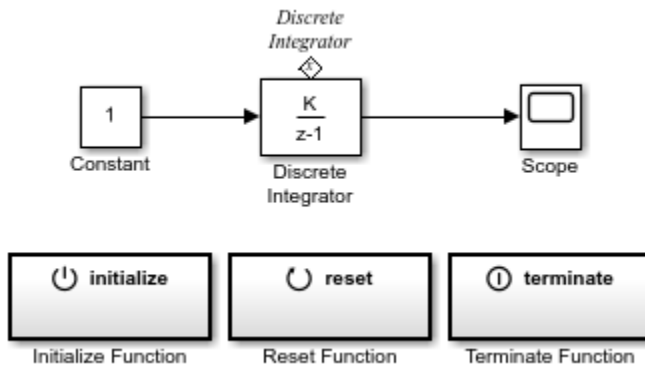 Discrete
Integrator
x
1
K
z-1
Constant
Discrete
Integrator
Scope
initialize
reset
terminate
Initialize Function
Reset Function
Terminate Function